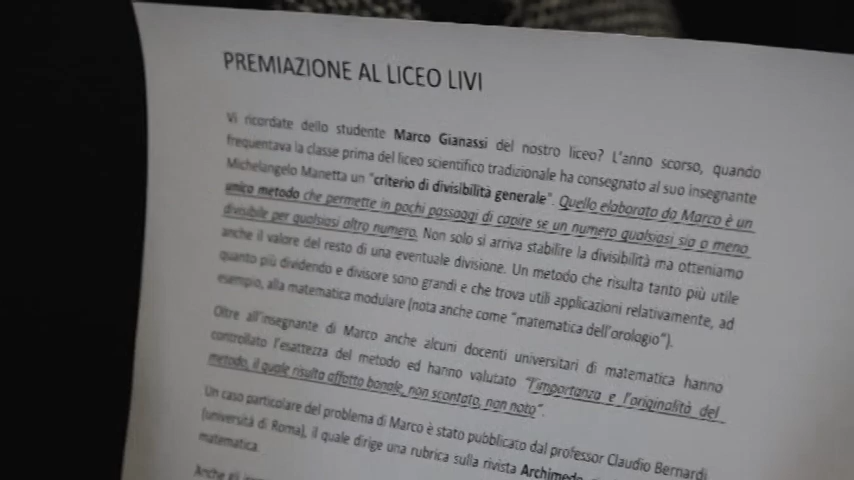 PREMIAZIONE AL LICEO LIVI
Vi ricordate dello studente Marco Gianassi del nostro liceo? L'anno scorso, quando
frequentava la classe prima del liceo scientifico tradizionale ha consegnato al suo insegnante
Michelangelo Manetta un "criterio di divisibilità generale". Quello elaborato da Marco è un
unico metodo che permette in pochi passaggi di capire se un numero qualsiasi sia o meno
divisibile per qualsiasi altro numero. Non solo si arriva stabilire la divisibilità ma otteniamo
anche il valore del resto di una eventuale divisione. Un metodo che risulta tanto più utile
quanto più dividendo e divisore sono grandi e che trova utili applicazioni relativamente, ad
esempio, alla matematica modulare (nota anche come "matematica dell'orologio").
Oltre all'insegnante di Marco anche alcuni docenti universitari di matematica hanno
controllato l'esattezza del metodo ed hanno valutato "l'importanza e l'originalità del
metodo, il quale risulta affatto banale, non scontato, non noto".
Un caso particolare del problema di Marco è stato pubblicato dal professor Claudio Bernardi
(università di Roma), il quale dirige una rubrica sulla rivista Archimede
matematica.
Anche gli